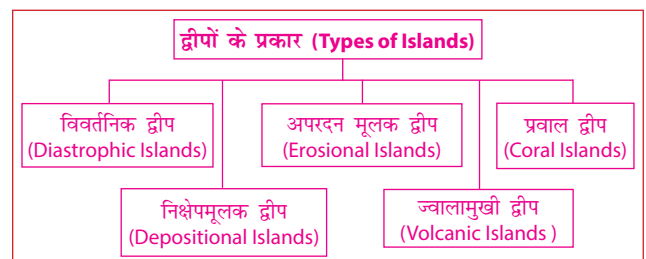 द्वीपों के प्रकार (Types of Islands)
विवर्तनिक द्वीप
(Diastrophic Islands)
अपरदन मूलक द्वीप
(Erosional Islands)
प्रवाल द्वीप
(Coral Islands)
निक्षेपमूलक द्वीप
(Depositional Islands)
ज्वालामुखी द्वीप
(Volcanic Islands )